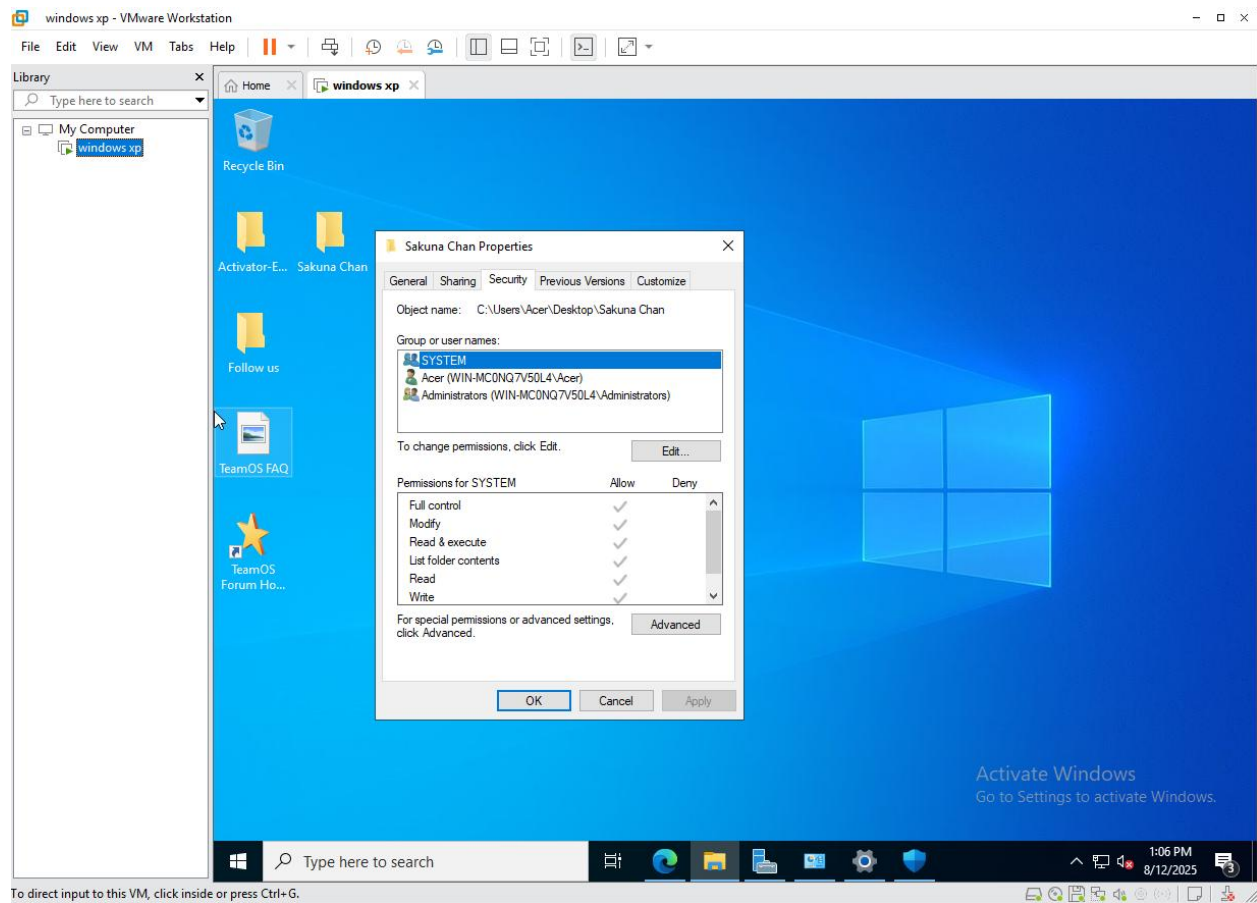 windows xp - VMware Workstation
File Edit View VM Tabs Help
Library
Type here to search
My Computer
windows xp
Home
windows xp
Recycle Bin
Activator-E...
Sakuna Chan
Follow us
TeamOS FAQ
TeamOS
Forum Ho...
Sakuna Chan Properties
General Sharing Security Previous Versions Customize
Object name: C:\Users\Acer\Desktop\Sakuna Chan
Group or user names:
SYSTEM
Acer (WIN-MC0NQ7V50L4\Acer)
Administrators (WIN-MC0NQ7V50L4\Administrators)
To change permissions, click Edit.
Edit...
Permissions for SYSTEM Allow Deny
Full control
Modify
Read & execute
List folder contents
Read
Write
For special permissions or advanced settings,
click Advanced.
Advanced
OK Cancel Apply
Activate Windows
Go to Settings to activate Windows.
Type here to search
1:06 PM
8/12/2025
3
To direct input to this VM, click inside or press Ctrl+G.